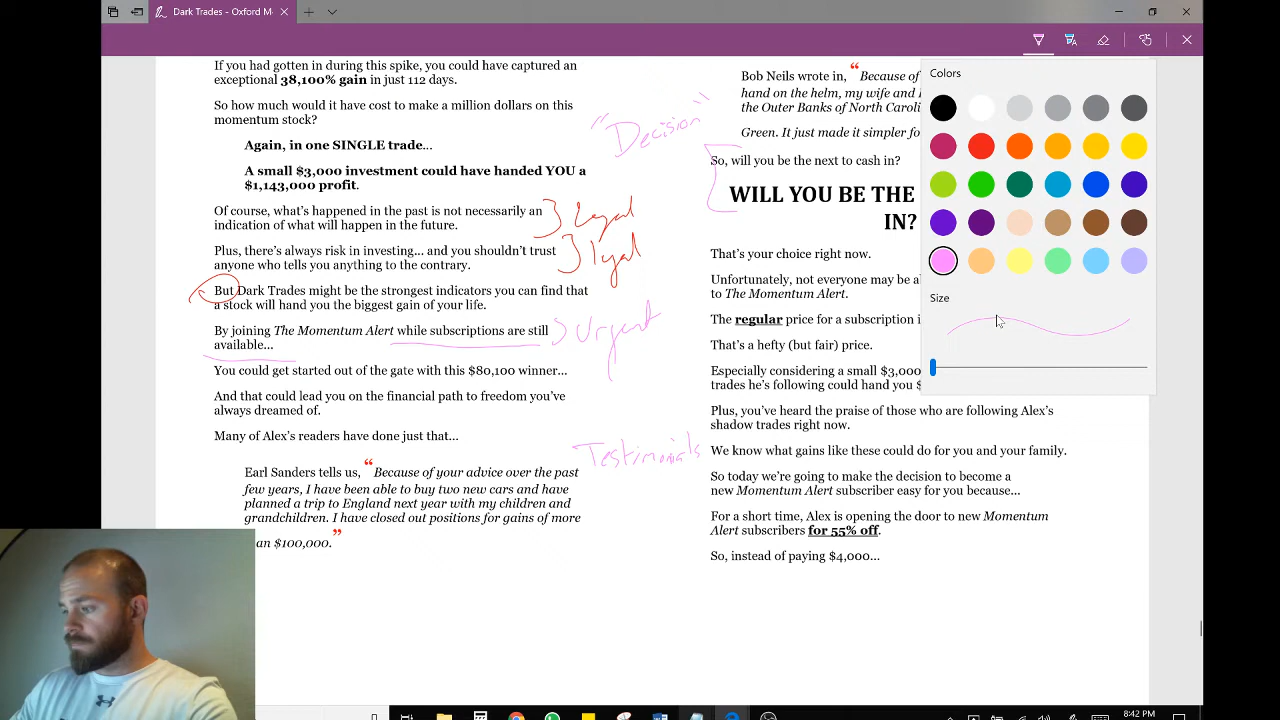 Dark Trades - Oxford M
If you had gotten in during this spike, you could have captured an
exceptional 38,100% gain in just 112 days.
So how much would it have cost to make a million dollars on this
momentum stock?
Again, in one SINGLE trade...
A small $3,000 investment could have handed YOU a
$1,143,000 profit.
Of course, what's happened in the past is not necessarily an
indication of what will happen in the future.
legal
Plus, there's always risk in investing... and you shouldn't trust
anyone who tells you anything to the contrary.
legal
But Dark Trades might be the strongest indicators you can find that
a stock will hand you the biggest gain of your life.
By joining The Momentum Alert while subscriptions are still
available...
Urgent
You could get started out of the gate with this $80,100 winner...
And that could lead you on the financial path to freedom you've
always dreamed of.
Many of Alex's readers have done just that...
Testimonials
Earl Sanders tells us, "Because of your advice over the past
few years, I have been able to buy two new cars and have
planned a trip to England next year with my children and
grandchildren. I have closed out positions for gains of more
an $100,000."
"Decision"
Bob Neils wrote in, "Because of
hand on the helm, my wife and
the Outer Banks of North Caroli
Green. It just made it simpler fo
So, will you be the next to cash in?
WILL YOU BE THE
IN?
That's your choice right now.
Unfortunately, not everyone may be a
to The Momentum Alert.
The regular price for a subscription i
That's a hefty (but fair) price.
Especially considering a small $3,000
trades he's following could hand you $
Plus, you've heard the praise of those who are following Alex's
shadow trades right now.
We know what gains like these could do for you and your family.
So today we're going to make the decision to become a
new Momentum Alert subscriber easy for you because...
For a short time, Alex is opening the door to new Momentum
Alert subscribers for 55% off.
So, instead of paying $4,000...
Colors
Size
8:42 PM